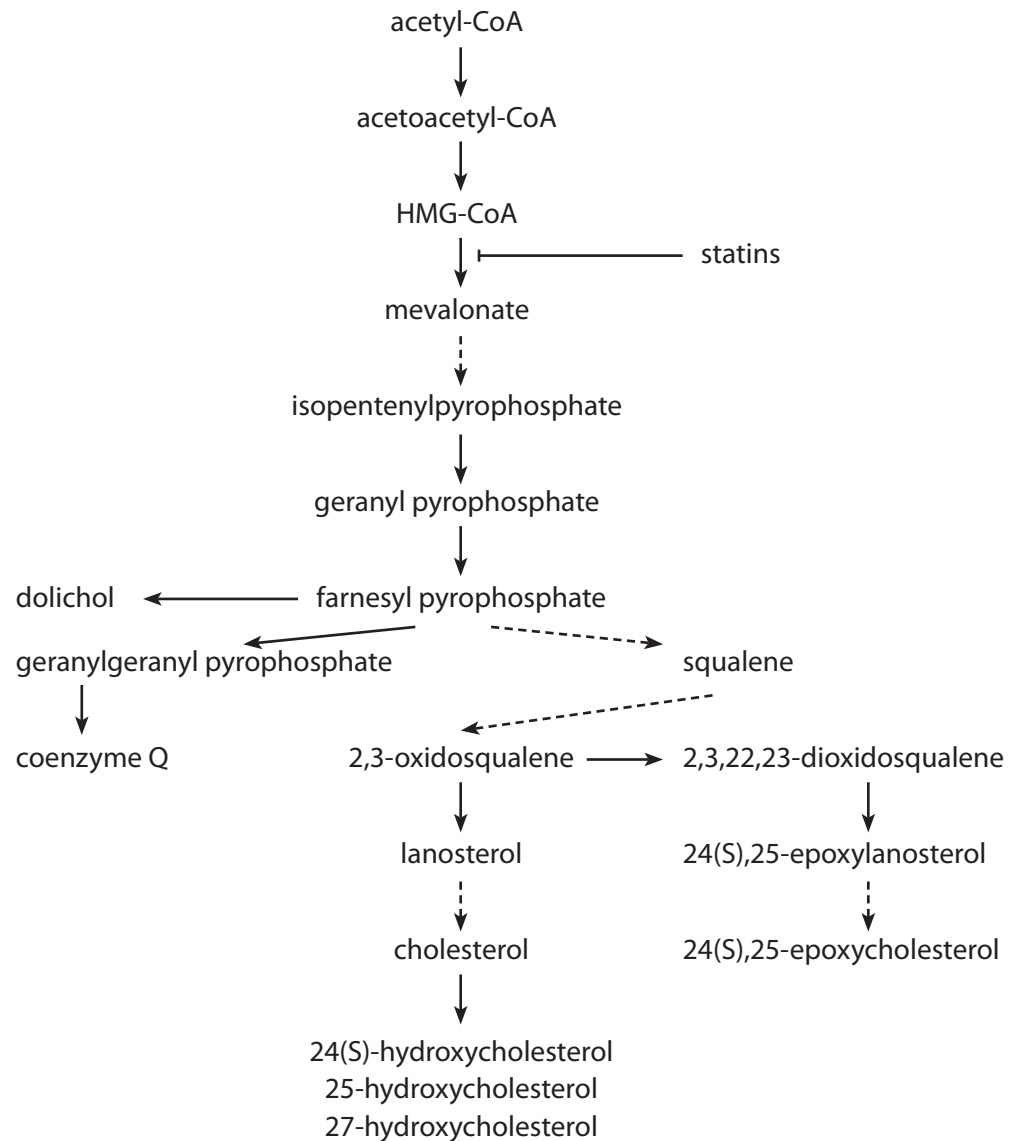 acetyl-CoA
acetoacetyl-CoA
HMG-CoA
statins
mevalonate
isopentenylpyrophosphate
geranyl pyrophosphate
dolichol
farnesyl pyrophosphate
geranylgeranyl pyrophosphate
squalene
coenzyme Q
2,3-oxidosqualene
2,3,22,23-dioxidosqualene
lanosterol
24(S),25-epoxylanosterol
cholesterol
24(S),25-epoxycholesterol
24(S)-hydroxycholesterol
25-hydroxycholesterol
27-hydroxycholesterol